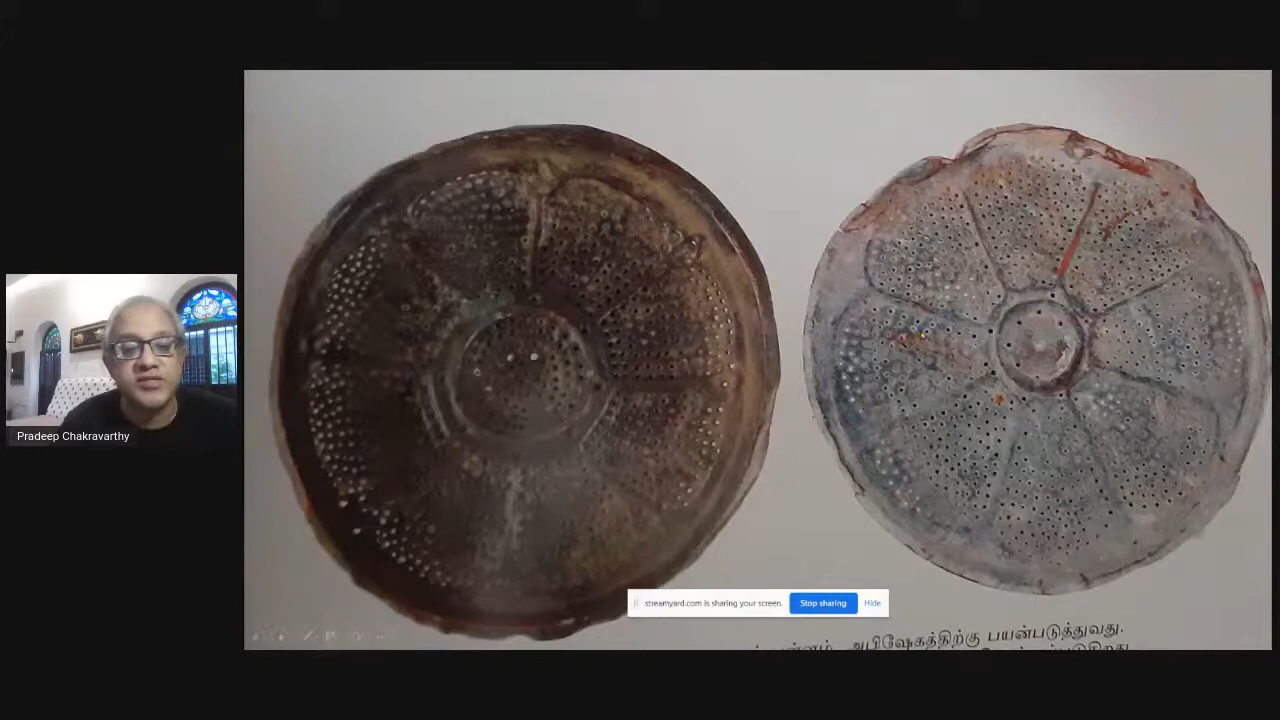 Pradeep Chakravarthy
streamyard.com is sharing your screen.
Stop sharing
Hide
அபிஷேகத்திற்கு பயன்படுத்துவது.